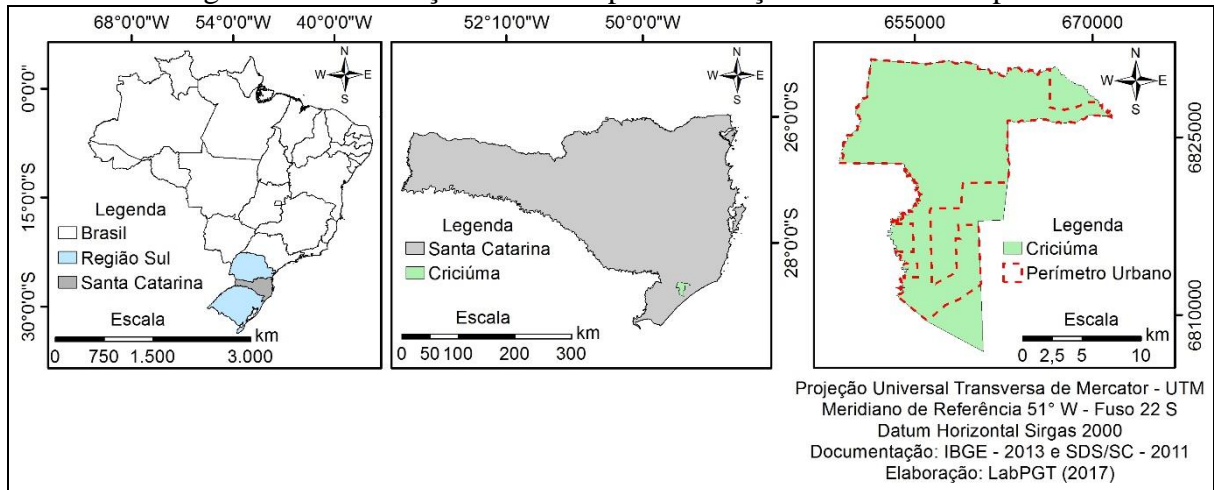 68°0'0"W 54°0'0"W 40°0'0"W
0°0'0"
15°0'0"S
30°0'0"S
N
W E
S
Legenda
Brasil
Região Sul
Santa Catarina
Escala
km
0 750 1.500 3.000
52°10'0"W 50°0'0"W
26°0'0"S
28°0'0"S
N
W E
S
Legenda
Santa Catarina
Criciúma
Escala
km
0 50 100 200 300
655000 670000
6825000
6810000
N
W E
S
Legenda
Criciúma
Perímetro Urbano
Escala
km
0 2,5 5 10
Projeção Universal Transversa de Mercator - UTM
Meridiano de Referência 51° W - Fuso 22 S
Datum Horizontal Sirgas 2000
Documentação: IBGE - 2013 e SDS/SC - 2011
Elaboração: LabPGT (2017)